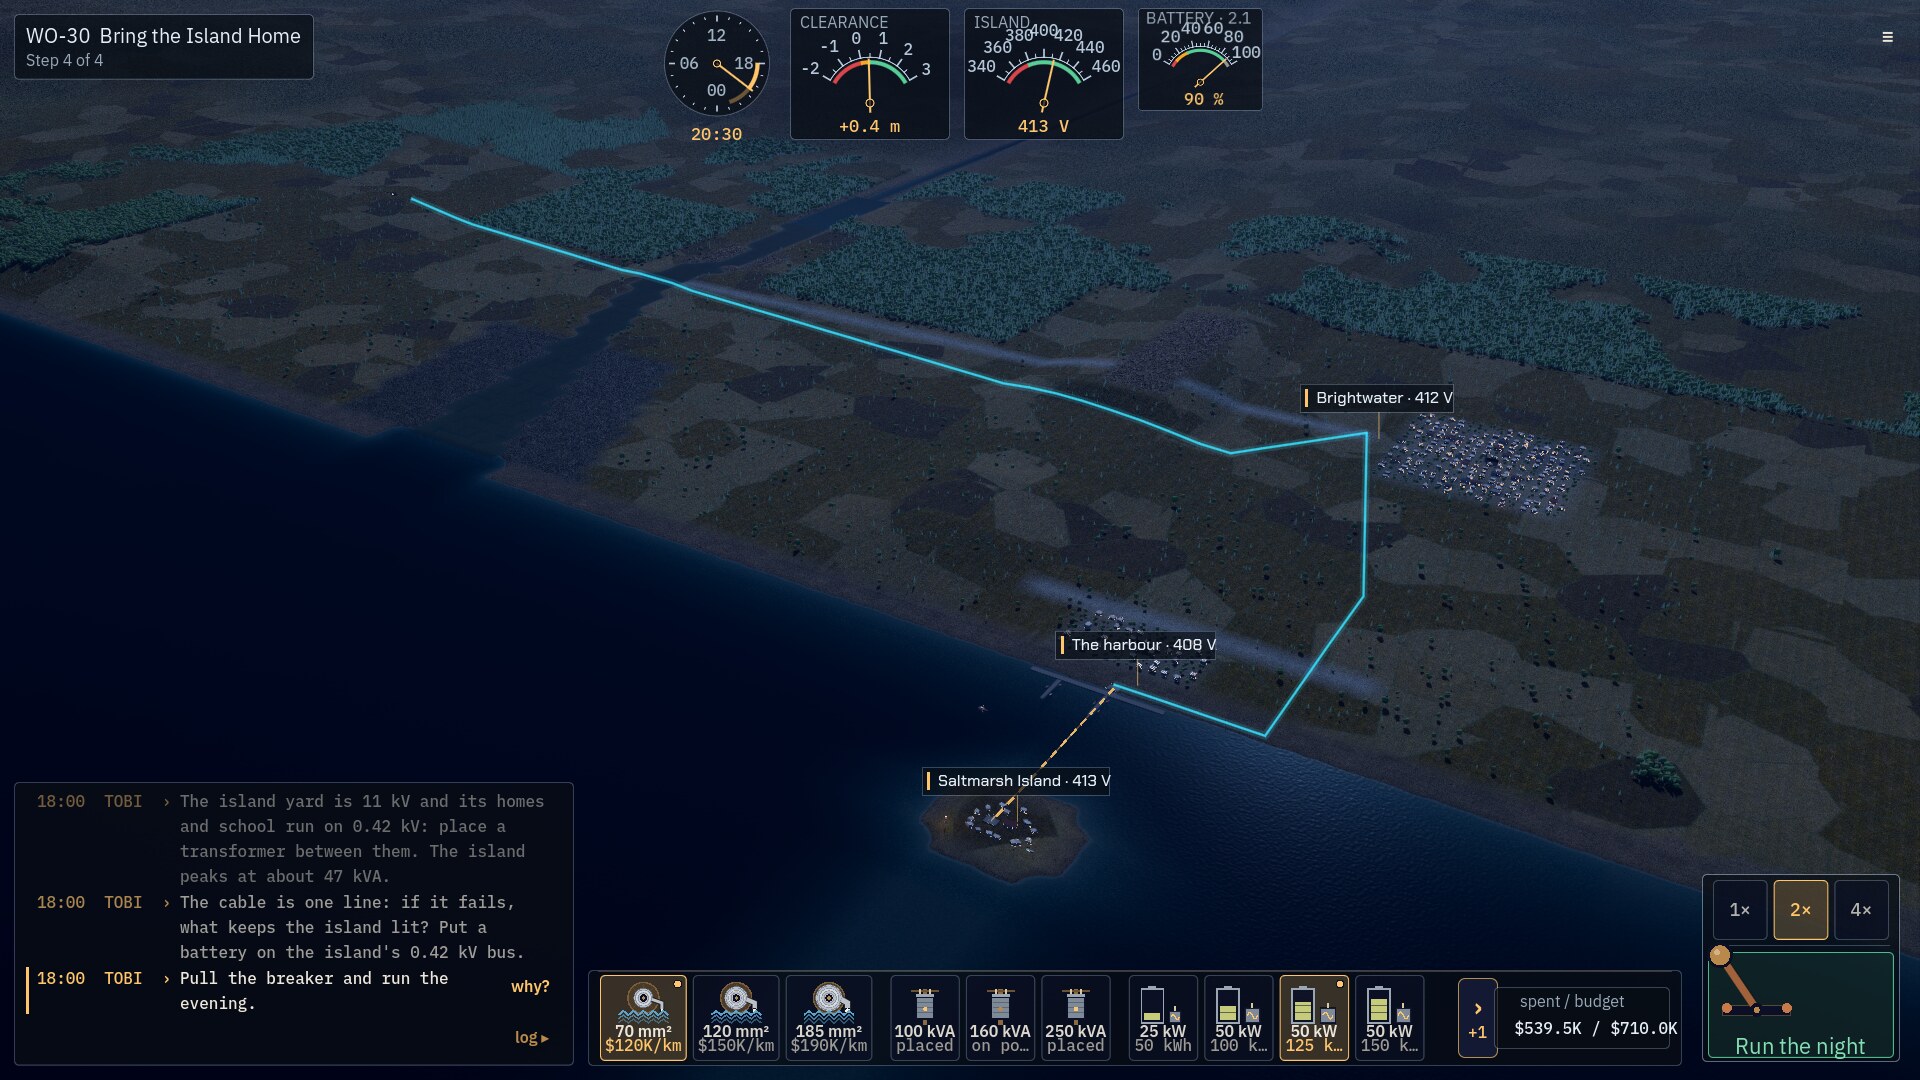 WO-30 Bring the Island Home
Step 4 of 4
12
06
18
00
20:30
CLEARANCE
-2 -1 0 1 2 3
+0.4 m
ISLAND
340 360 380 400 420 440 460
413 V
BATTERY · 2.1
0 20 40 60 80 100
90 %
≡
Brightwater · 412 V
The harbour · 408 V
Saltmarsh Island · 413 V
18:00 TOBI › The island yard is 11 kV and its homes
and school run on 0.42 kV: place a
transformer between them. The island
peaks at about 47 kVA.
18:00 TOBI › The cable is one line: if it fails,
what keeps the island lit? Put a
battery on the island's 0.42 kV bus.
18:00 TOBI › Pull the breaker and run the
evening.
why?
log ▸
70 mm²
$120K/km
120 mm²
$150K/km
185 mm²
$190K/km
100 kVA
placed
160 kVA
on po…
250 kVA
placed
25 kW
50 kWh
50 kW
100 k…
50 kW
125 k…
50 kW
150 k…
›
+1
spent / budget
$539.5K / $710.0K
1×
2×
4×
Run the night